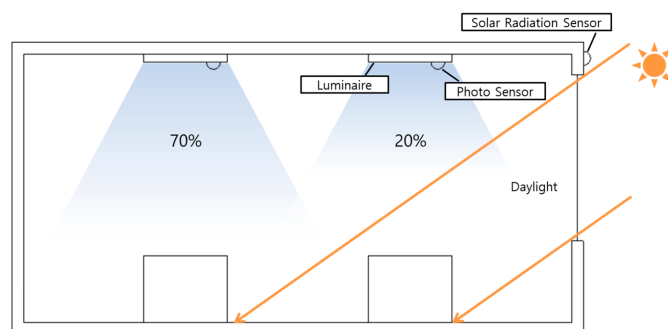 Solar Radiation Sensor
Luminaire
Photo Sensor
70%
20%
Daylight